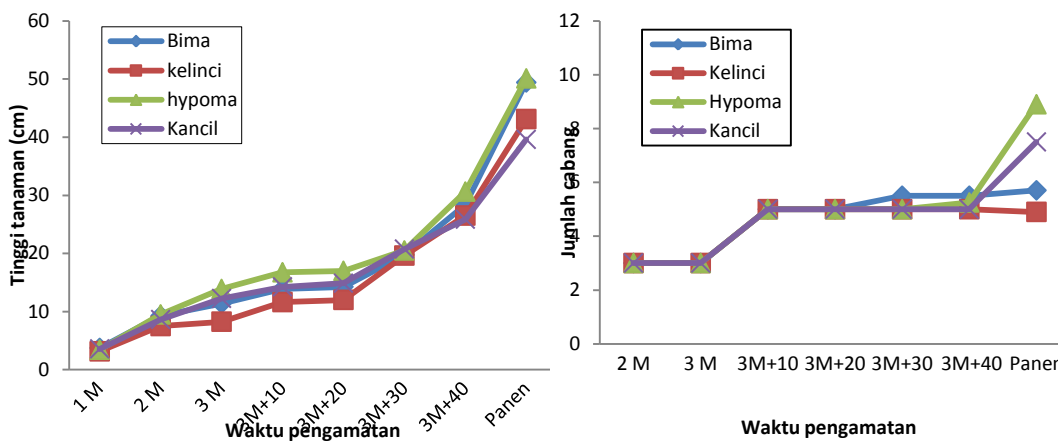 60
50
40
30
20
10
0
Tinggi tanaman (cm)
Bima
kelinci
hypoma
Kancil
1 M
2 M
3 M
3M+10
3M+20
3M+30
3M+40
Panen
Waktu pengamatan
12
10
8
6
4
2
0
Jumlah cabang
Bima
Kelinci
Hypoma
Kancil
2 M
3 M
3M+10
3M+20
3M+30
3M+40
Panen
Waktu pengamatan